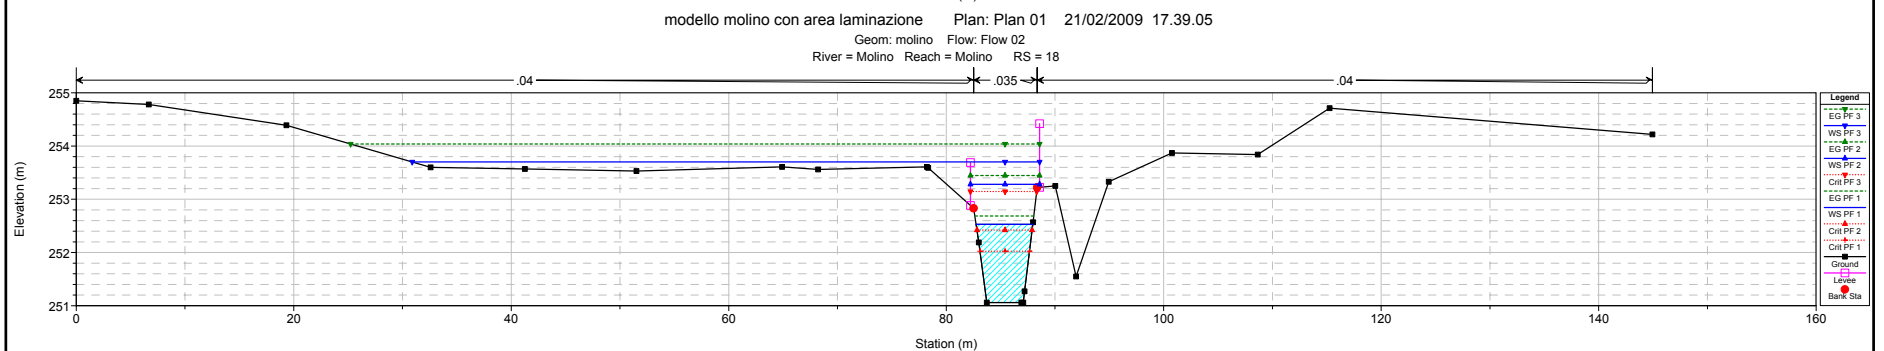 modello molino con area laminazione Plan: Plan 01 21/02/2009 17.39.05
Geom: molino Flow: Flow 02
River = Molino Reach = Molino RS = 18
.04 .035 .04
Legend
EG PF 3
WS PF 3
EG PF 2
WS PF 2
Crit PF 3
EG PF 1
WS PF 1
Crit PF 2
Crit PF 1
Ground
Levee
Bank Sta
255
254
253
252
251
Elevation (m)
0 20 40 60 80 100 120 140 160
Station (m)